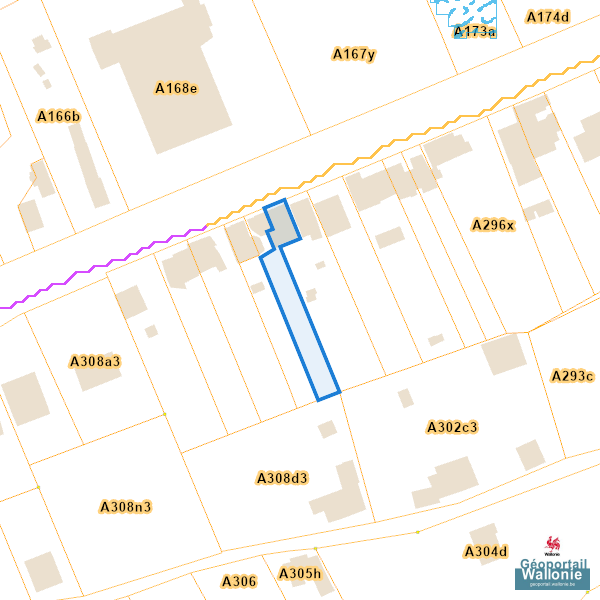 A174d
A173a
A167y
A168e
A166b
A296x
A308a3
A293c
A302c3
A308d3
A308n3
A304d
A305h
A306
Wallonie
Géoportail
Wallonie
geoportail.wallonie.be